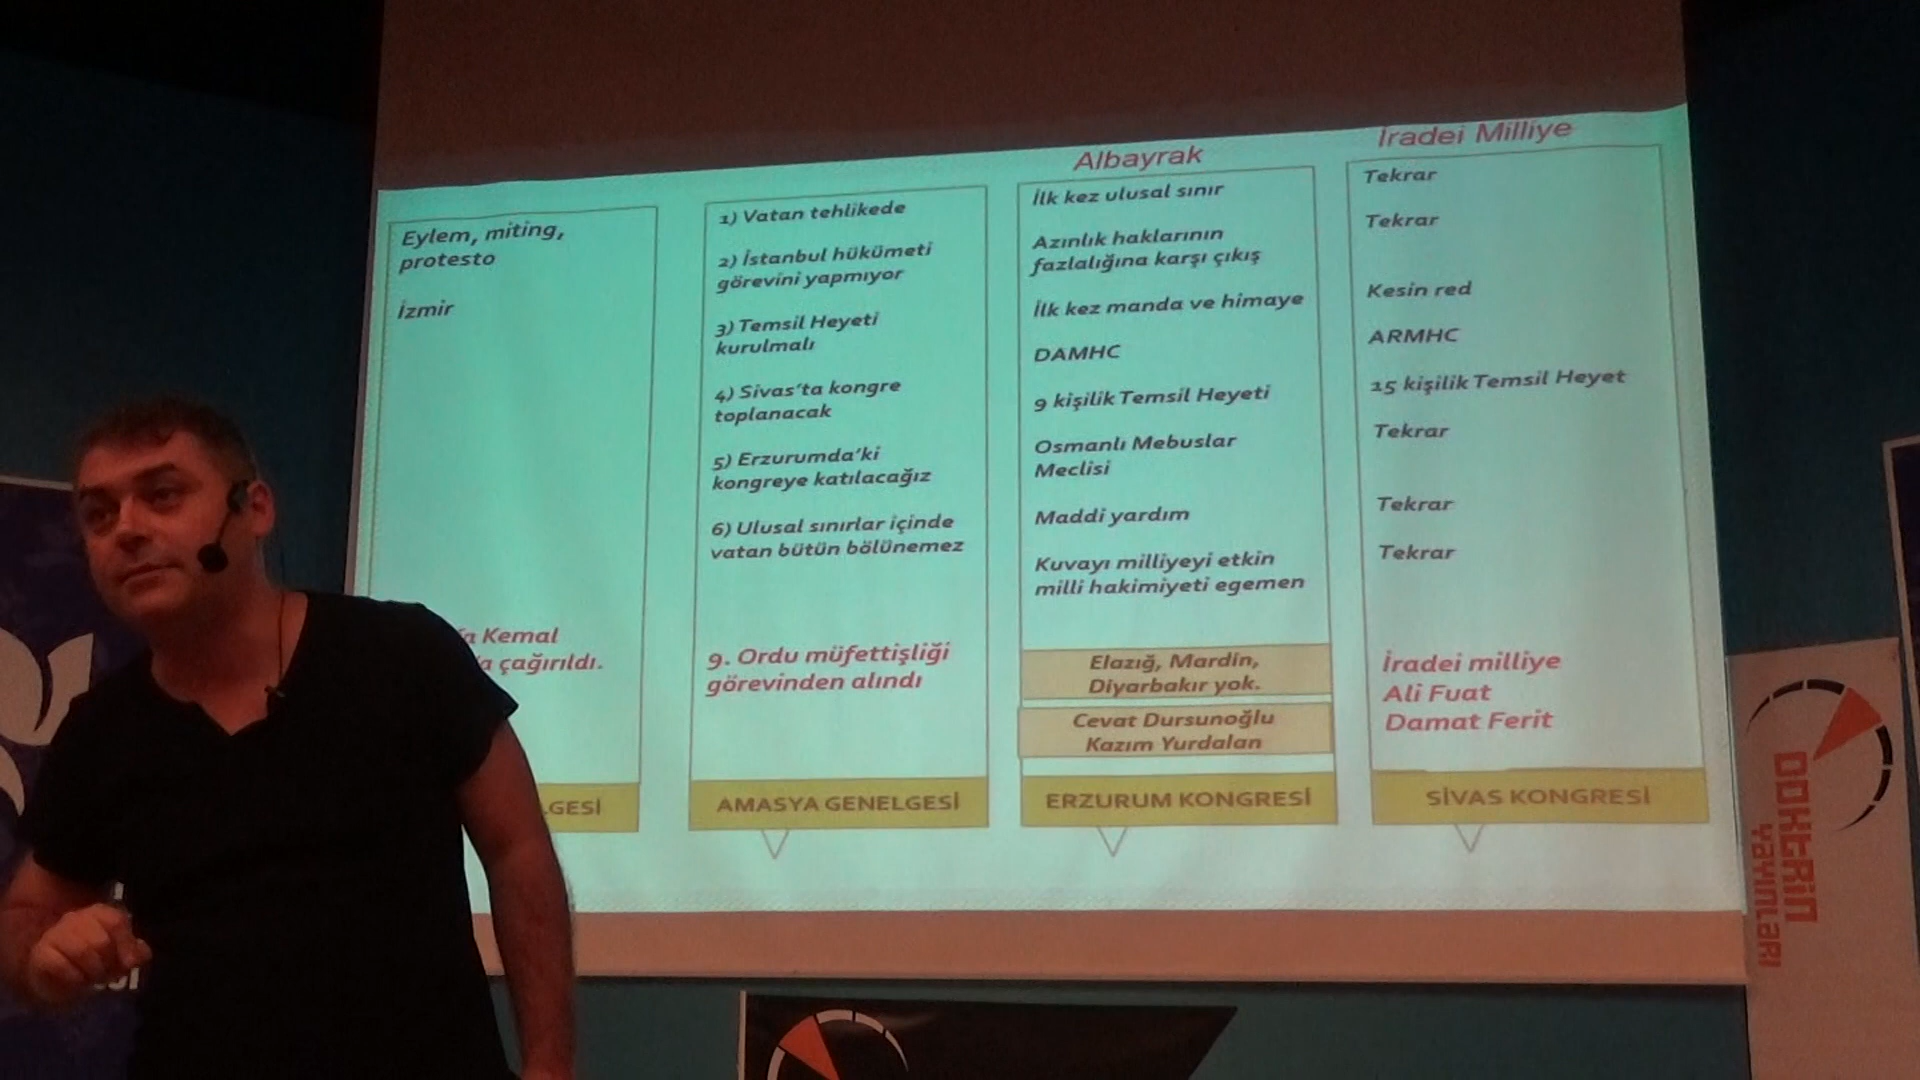 Eylem, miting,
protesto
İzmir
Kemal
çağırıldı.
LGESİ
1) Vatan tehlikede
2) İstanbul hükümeti
görevini yapmıyor
3) Temsil Heyeti
kurulmalı
4) Sivas'ta kongre
toplanacak
5) Erzurumda'ki
kongreye katılacağız
6) Ulusal sınırlar içinde
vatan bütün bölünemez
9. Ordu müfettişliği
görevinden alındı
AMASYA GENELGESİ
Albayrak
İlk kez ulusal sınır
Azınlık haklarının
fazlalığına karşı çıkış
İlk kez manda ve himaye
DAMHC
9 kişilik Temsil Heyeti
Osmanlı Mebuslar
Meclisi
Maddi yardım
Kuvayı milliyeyi etkin
milli hakimiyeti egemen
Elazığ, Mardin,
Diyarbakır yok.
Cevat Dursunoğlu
Kazım Yurdalan
ERZURUM KONGRESİ
İradei Milliye
Tekrar
Tekrar
Kesin red
ARMHC
15 kişilik Temsil Heyet
Tekrar
Tekrar
Tekrar
İradei milliye
Ali Fuat
Damat Ferit
SİVAS KONGRESİ
DOKTRİN
YAYINLARI